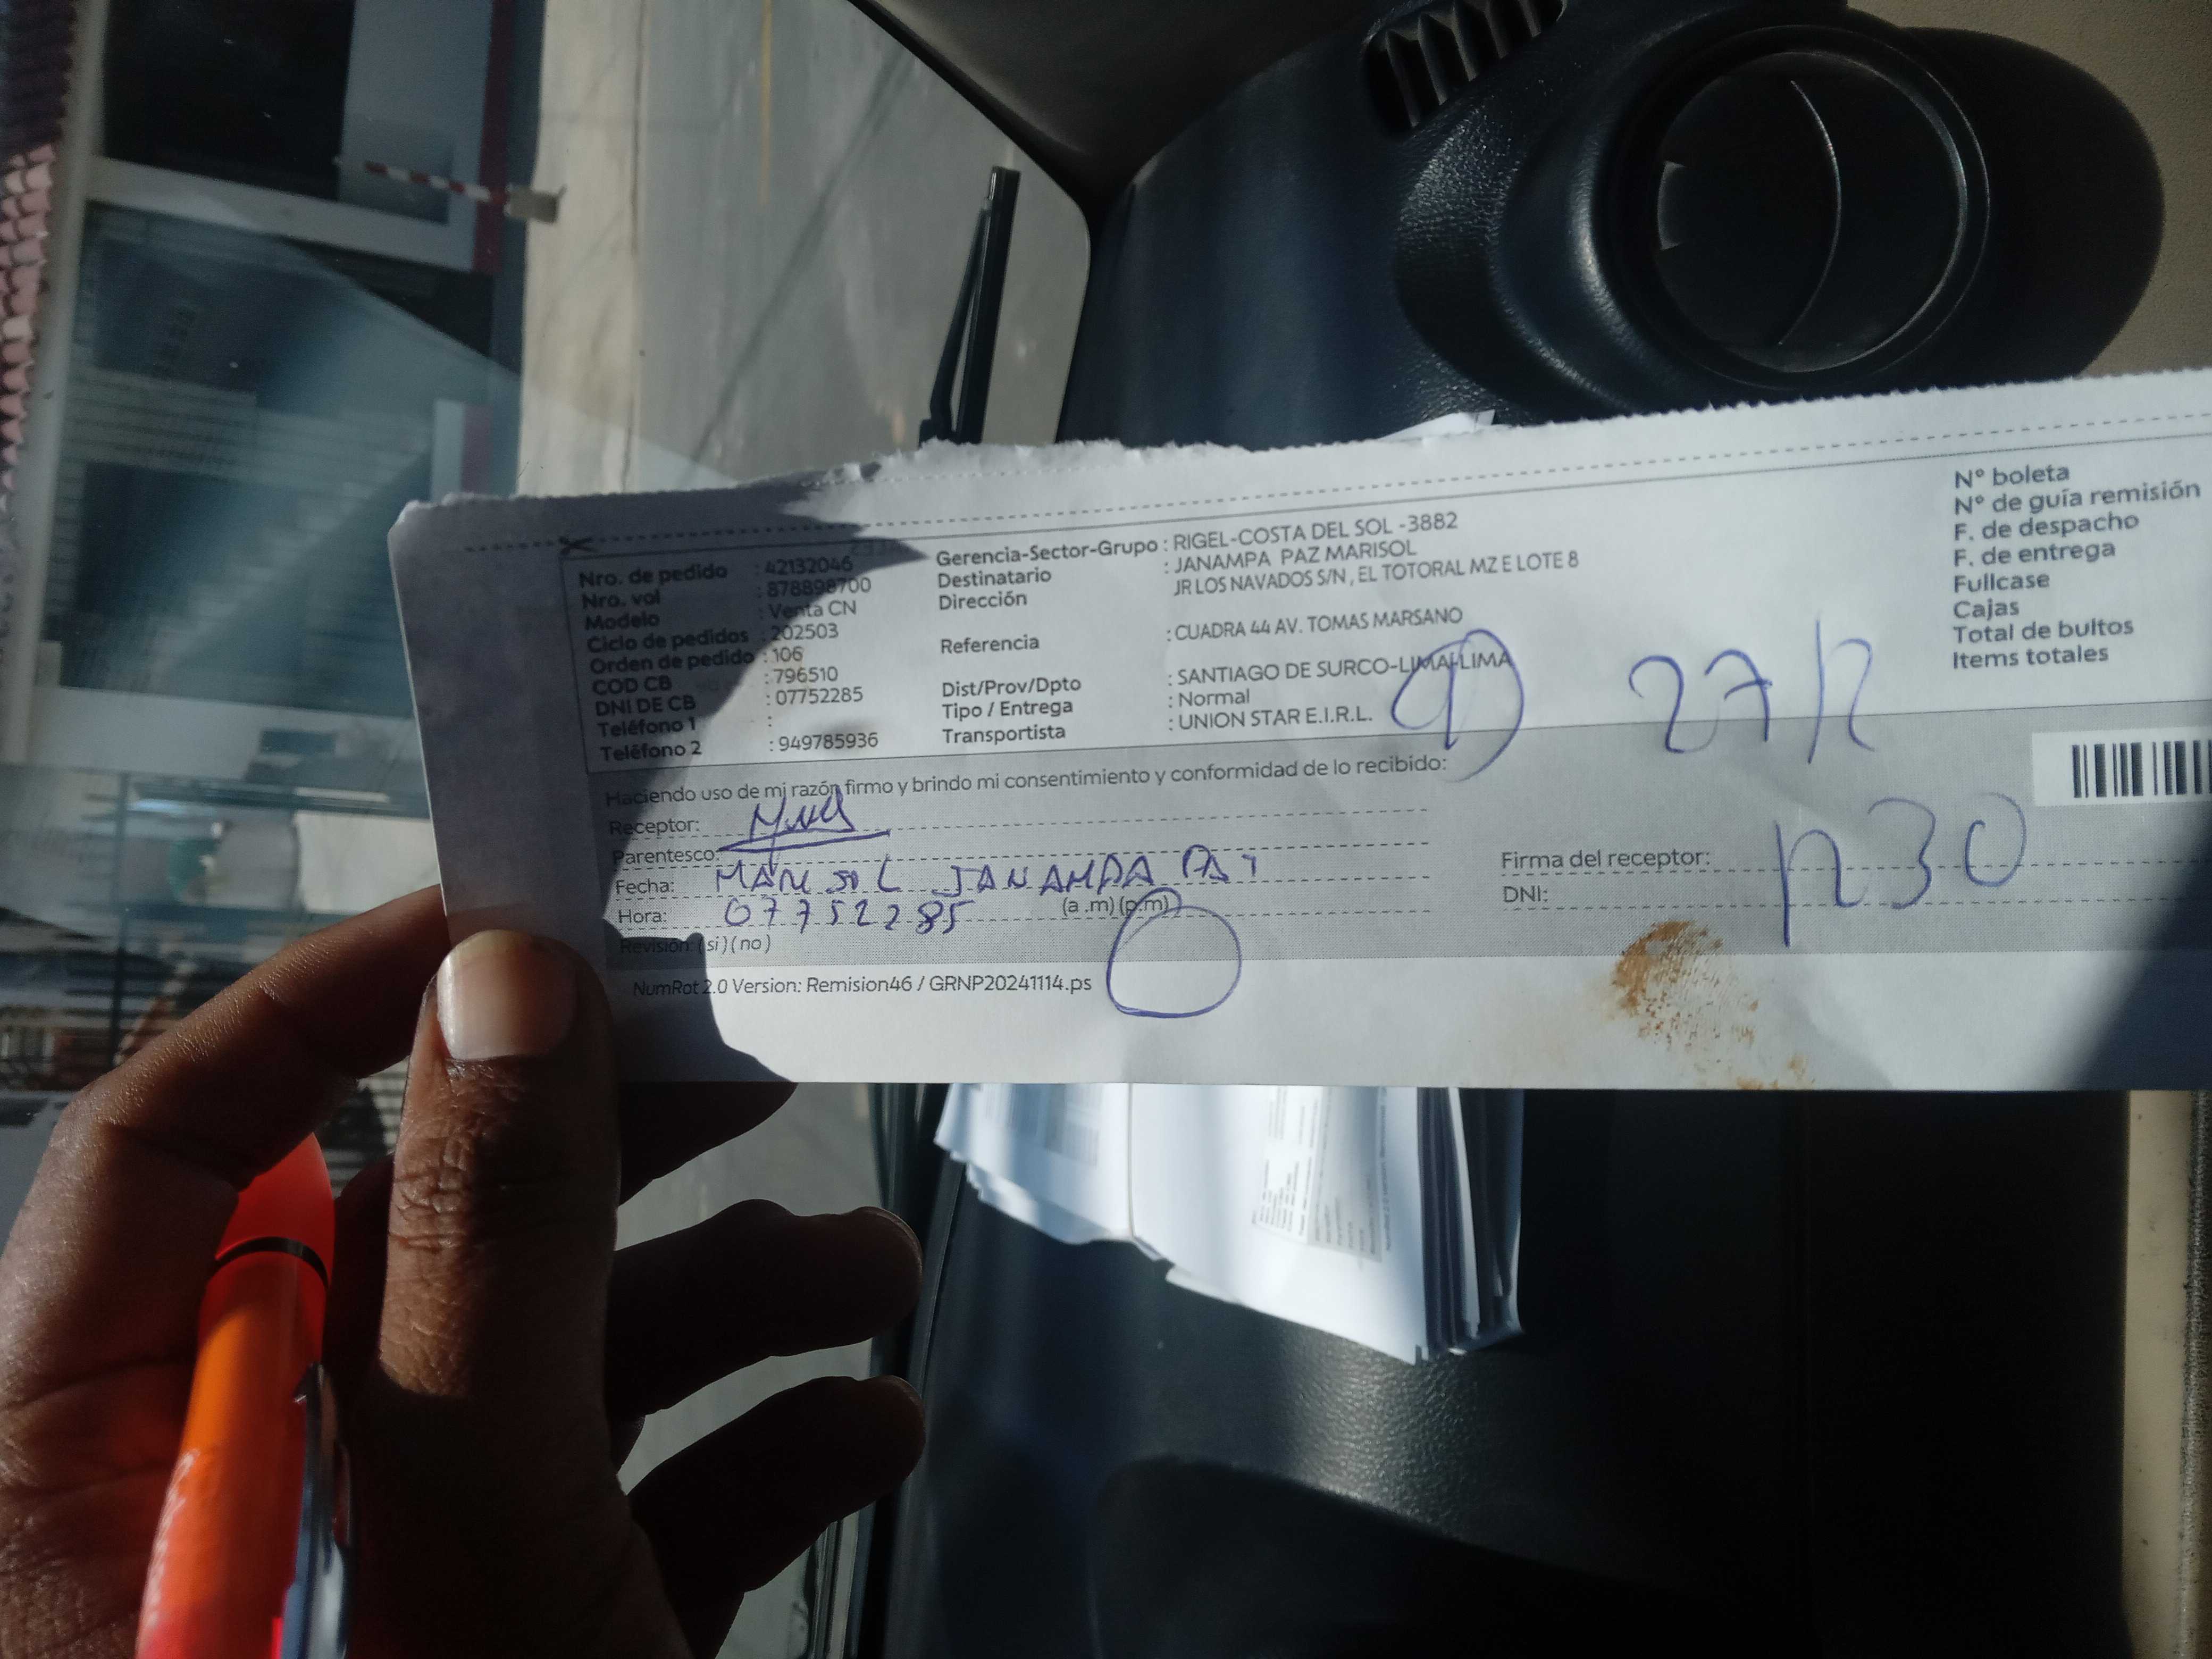 Nro. de pedido : 42132046
Nro. vol : 878898700
Modelo : Venta CN
Ciclo de pedidos : 202503
Orden de pedido : 106
COD CB : 796510
DNI DE CB : 07752285
Teléfono 1 :
Teléfono 2 : 949785936
Gerencia-Sector-Grupo : RIGEL-COSTA DEL SOL -3882
Destinatario : JANAMPA PAZ MARISOL
Dirección JR LOS NAVADOS S/N , EL TOTORAL MZ E LOTE 8
Referencia : CUADRA 44 AV. TOMAS MARSANO
Dist/Prov/Dpto : SANTIAGO DE SURCO-LIMA-LIMA
Tipo / Entrega : Normal
Transportista : UNION STAR E.I.R.L.
N° boleta
N° de guía remisión
F. de despacho
F. de entrega
Fullcase
Cajas
Total de bultos
Items totales
27/2
Haciendo uso de mi razón firmo y brindo mi consentimiento y conformidad de lo recibido:
Receptor:
Parentesco:
Fecha: MARISOL JANAMPA
Hora: 07752285 (a .m) (p.m)
Revisión: ( si ) ( no )
Firma del receptor: 1230
DNI:
NumRot 2.0 Version: Remision46 / GRNP20241114.ps